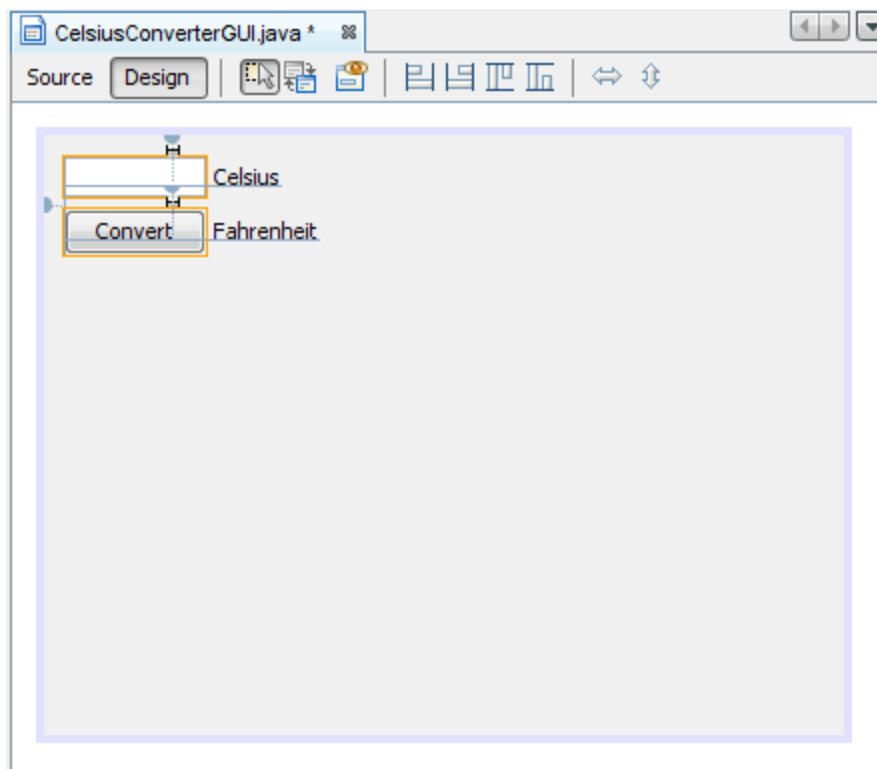 CelsiusConverterGUI.java *
Source Design
Celsius
Convert Fahrenheit